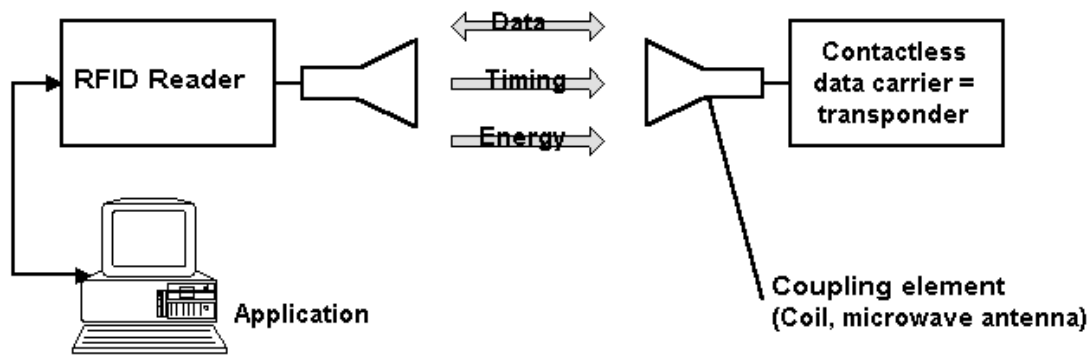 Data
RFID Reader
Timing
Energy
Contactless
data carrier =
transponder
Application
Coupling element
(Coil, microwave antenna)